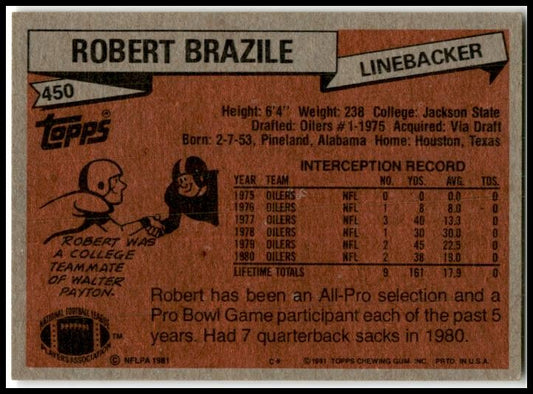 ROBERT BRAZILE
LINEBACKER
450
Topps®
Height: 6'4" Weight: 238 College: Jackson State
Drafted: Oilers #1-1975 Acquired: Via Draft
Born: 2-7-53, Pineland, Alabama Home: Houston, Texas
INTERCEPTION RECORD
YEAR TEAM NO. YDS. AVG. TDS.
1975 OILERS NFL 0 0 0.0 0
1976 OILERS NFL 1 8 8.0 0
1977 OILERS NFL 3 40 13.3 0
1978 OILERS NFL 1 30 30.0 0
1979 OILERS NFL 2 45 22.5 0
1980 OILERS NFL 2 38 19.0 0
LIFETIME TOTALS 9 161 17.9 0
ROBERT WAS
A COLLEGE
TEAMMATE
OF WALTER
PAYTON.
Robert has been an All-Pro selection and a
Pro Bowl Game participant each of the past 5
years. Had 7 quarterback sacks in 1980.
NATIONAL FOOTBALL LEAGUE
PLAYERS ASSOCIATION
TM
© NFLPA 1981
© 1981 TOPPS CHEWING GUM, INC. PRTD. IN U.S.A.